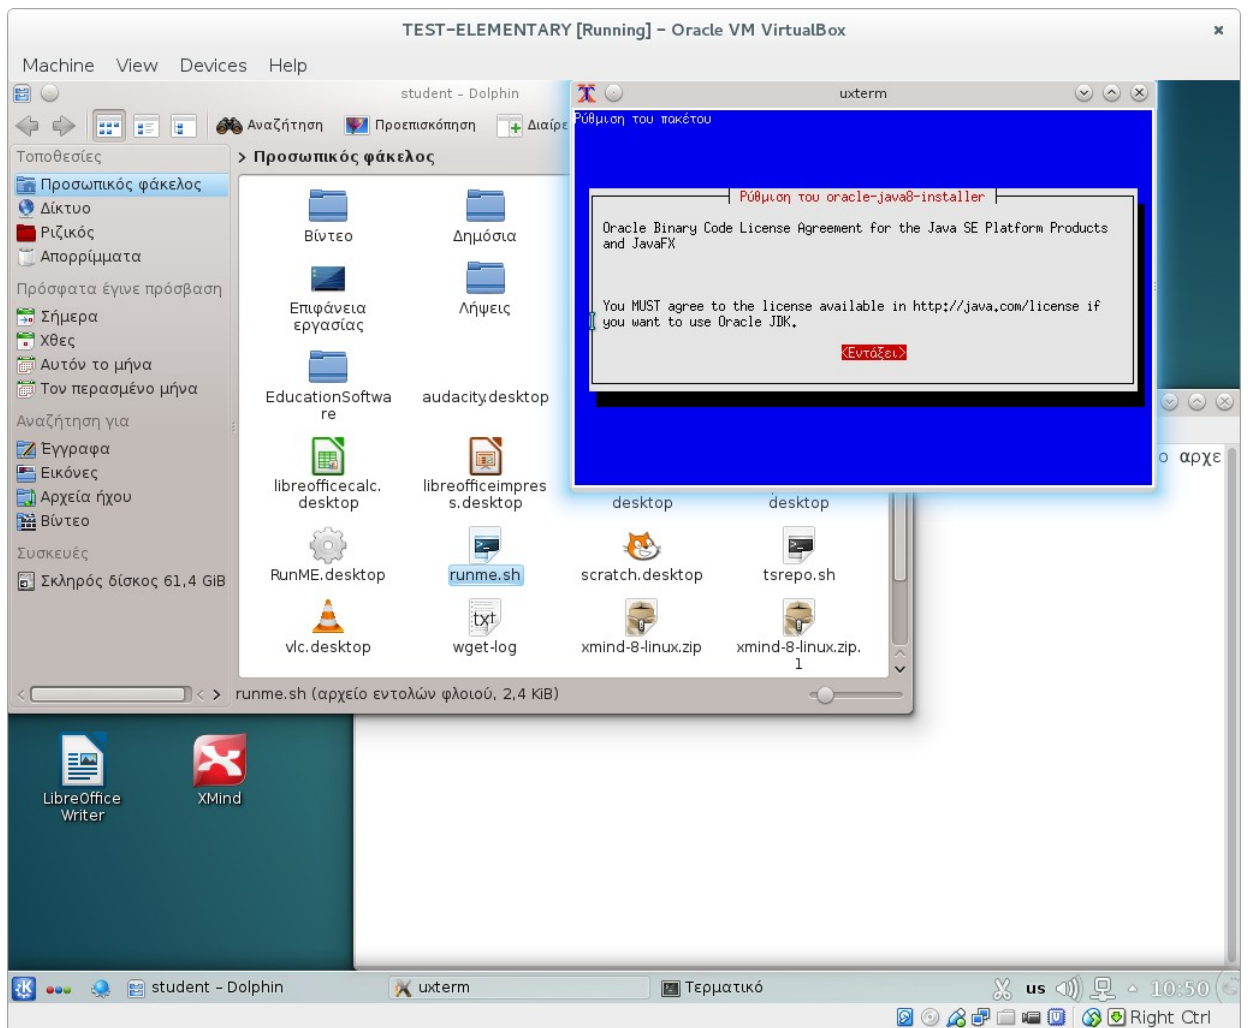 TEST-ELEMENTARY [Running] - Oracle VM VirtualBox
Machine View Devices Help
student - Dolphin
Αναζήτηση Προεπισκόπηση Διαίρε
Τοποθεσίες
Προσωπικός φάκελος
Δίκτυο
Ριζικός
Απορρίμματα
Πρόσφατα έγινε πρόσβαση
Σήμερα
Χθες
Αυτόν το μήνα
Τον περασμένο μήνα
Αναζήτηση για
Έγγραφα
Εικόνες
Αρχεία ήχου
Βίντεο
Συσκευές
Σκληρός δίσκος 61,4 GiB
> Προσωπικός φάκελος
Βίντεο
Δημόσια
Επιφάνεια
εργασίας
Λήψεις
EducationSoftwa
re
audacity.desktop
libreofficecalc.
desktop
libreofficeimpres
s.desktop
desktop
desktop
RunME.desktop
runme.sh
scratch.desktop
tsrepo.sh
vlc.desktop
wget-log
xmind-8-linux.zip
xmind-8-linux.zip.
1
runme.sh (αρχείο εντολών φλοιού, 2,4 KiB)
uxterm
Ρύθμιση του πακέτου
Ρύθμιση του oracle-java8-installer
Oracle Binary Code License Agreement for the Java SE Platform Products
and JavaFX
You MUST agree to the license available in http://java.com/license if
you want to use Oracle JDK.
<Εντάξει>
ο αρχε
LibreOffice
Writer
XMind
student - Dolphin
uxterm
Τερματικό
us
10:50
Right Ctrl